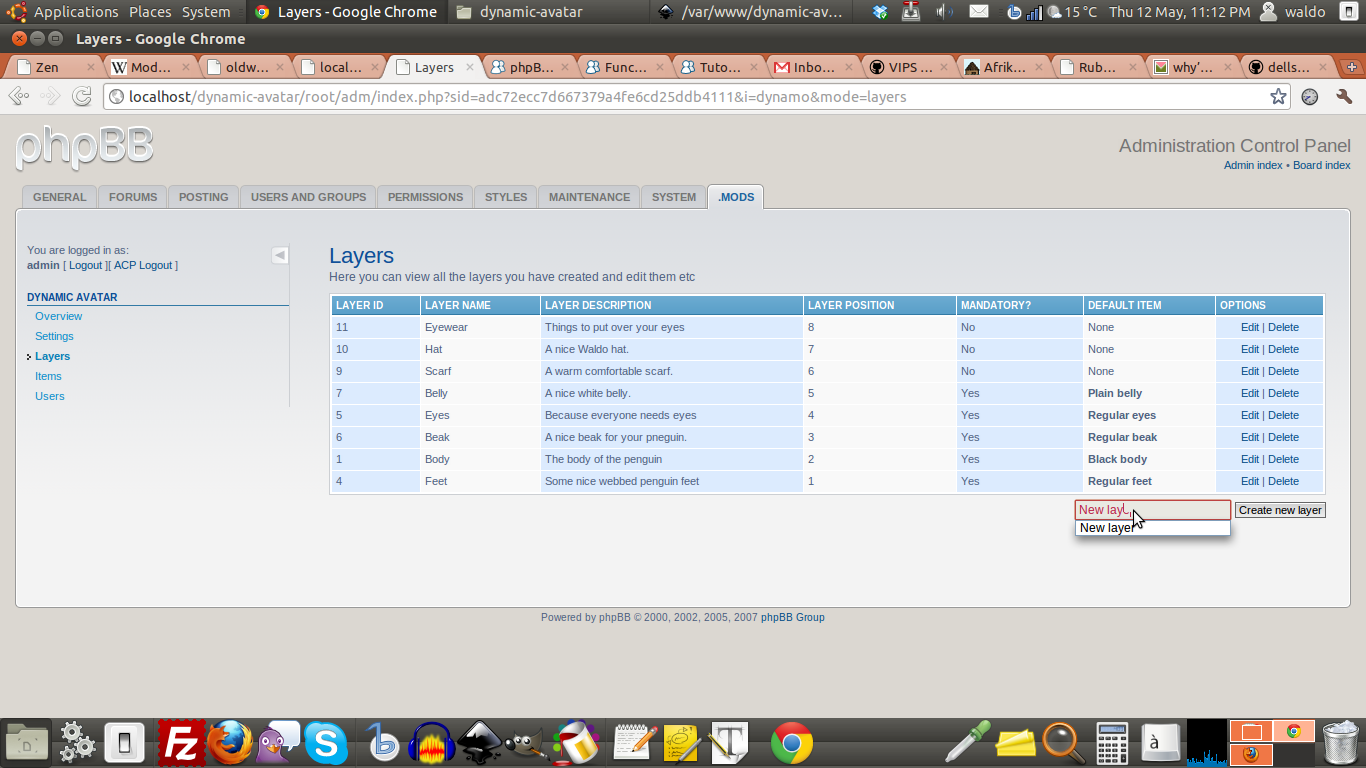 Applications Places System Layers - Google Chrome dynamic-avatar /var/www/dynamic-av... 15 °C Thu 12 May, 11:12 PM waldo
Layers - Google Chrome
Zen Mod... oldw... local... Layers phpB... Func... Tuto... Inbo... VIPS ... Afrik... Rub... why'... dells...
localhost/dynamic-avatar/root/adm/index.php?sid=adc72ecc7d667379a4fe6cd25ddb4111&i=dynamo&mode=layers
phpBB
Administration Control Panel
Admin index • Board index
GENERAL FORUMS POSTING USERS AND GROUPS PERMISSIONS STYLES MAINTENANCE SYSTEM .MODS
You are logged in as:
admin [ Logout ][ ACP Logout ]
DYNAMIC AVATAR
Overview
Settings
Layers
Items
Users
Layers
Here you can view all the layers you have created and edit them etc
LAYER ID LAYER NAME LAYER DESCRIPTION LAYER POSITION MANDATORY? DEFAULT ITEM OPTIONS
11 Eyewear Things to put over your eyes 8 No None Edit | Delete
10 Hat A nice Waldo hat. 7 No None Edit | Delete
9 Scarf A warm comfortable scarf. 6 No None Edit | Delete
7 Belly A nice white belly. 5 Yes Plain belly Edit | Delete
5 Eyes Because everyone needs eyes 4 Yes Regular eyes Edit | Delete
6 Beak A nice beak for your pneguin. 3 Yes Regular beak Edit | Delete
1 Body The body of the penguin 2 Yes Black body Edit | Delete
4 Feet Some nice webbed penguin feet 1 Yes Regular feet Edit | Delete
New Create new layer
New layer
Powered by phpBB © 2000, 2002, 2005, 2007 phpBB Group